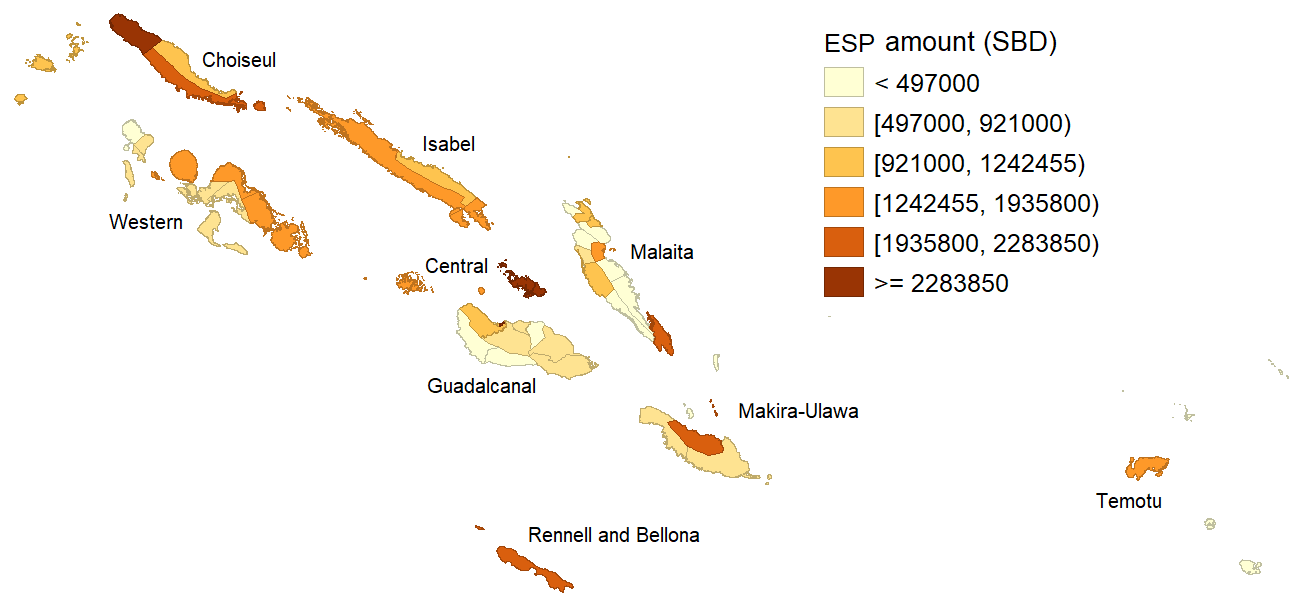 ESP amount (SBD)
< 497000
[497000, 921000)
[921000, 1242455)
[1242455, 1935800)
[1935800, 2283850)
>= 2283850
Choiseul
Isabel
Western
Malaita
Central
Guadalcanal
Makira-Ulawa
Temotu
Rennell and Bellona